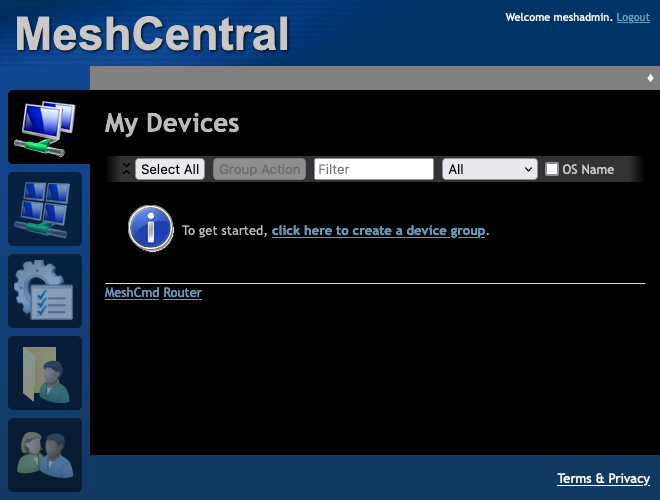 MeshCentral
Welcome meshadmin. Logout
My Devices
Select All Group Action Filter All OS Name
To get started, click here to create a device group.
MeshCmd Router
Terms & Privacy